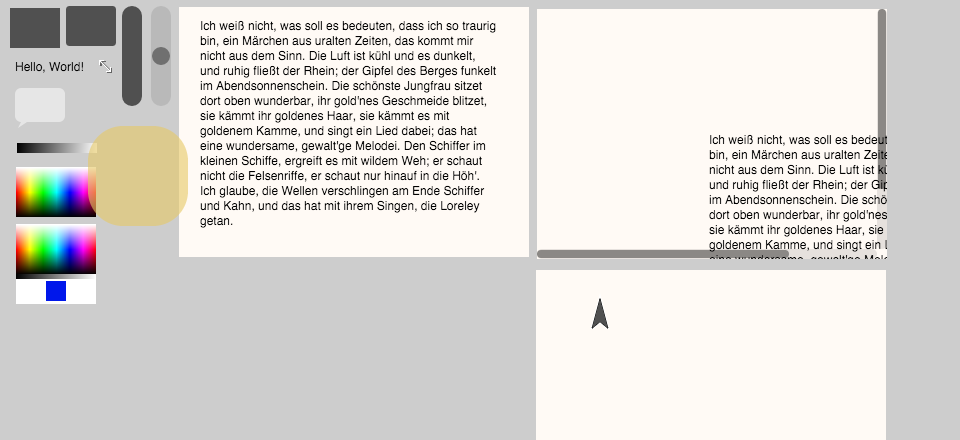 Hello, World!
Ich weiß nicht, was soll es bedeuten, dass ich so traurig
bin, ein Märchen aus uralten Zeiten, das kommt mir
nicht aus dem Sinn. Die Luft ist kühl und es dunkelt,
und ruhig fließt der Rhein; der Gipfel des Berges funkelt
im Abendsonnenschein. Die schönste Jungfrau sitzet
dort oben wunderbar, ihr gold'nes Geschmeide blitzet,
sie kämmt ihr goldenes Haar, sie kämmt es mit
goldenem Kamme, und singt ein Lied dabei; das hat
eine wundersame, gewalt'ge Melodei. Den Schiffer im
kleinen Schiffe, ergreift es mit wildem Weh; er schaut
nicht die Felsenriffe, er schaut nur hinauf in die Höh'.
Ich glaube, die Wellen verschlingen am Ende Schiffer
und Kahn, und das hat mit ihrem Singen, die Loreley
getan.
Ich weiß nicht, was soll es bedeut
bin, ein Märchen aus uralten Zeite
nicht aus dem Sinn. Die Luft ist kü
und ruhig fließt der Rhein; der Gip
im Abendsonnenschein. Die schö
dort oben wunderbar, ihr gold'nes
sie kämmt ihr goldenes Haar, sie
goldenem Kamme, und singt ein L
eine wundersame, gewalt'ge Melo